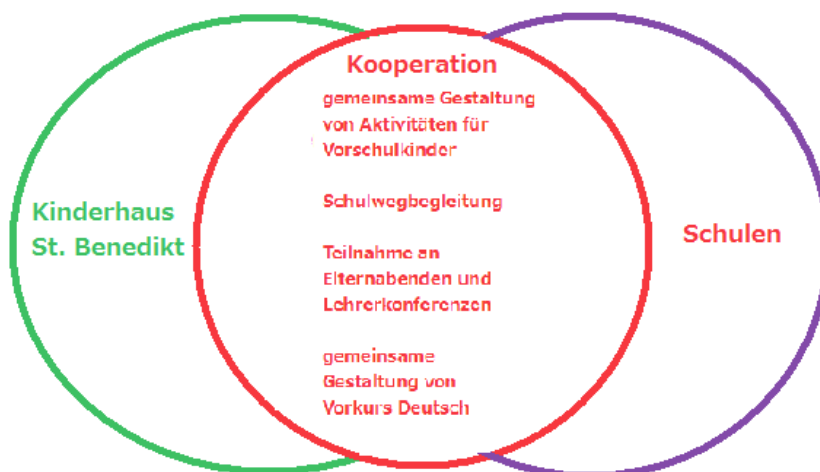 Kooperation
gemeinsame Gestaltung
von Aktivitäten für
Vorschulkinder
Schulwegbegleitung
Teilnahme an
Elternabenden und
Lehrerkonferenzen
gemeinsame
Gestaltung von
Vorkurs Deutsch
Kinderhaus
St. Benedikt
Schulen